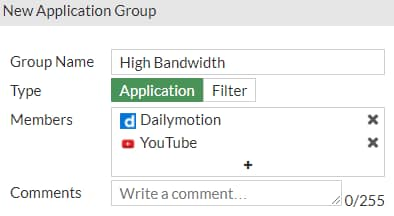 New Application Group
Group Name High Bandwidth
Type Application Filter
Members d Dailymotion
YouTube
+
Comments Write a comment... 0/255